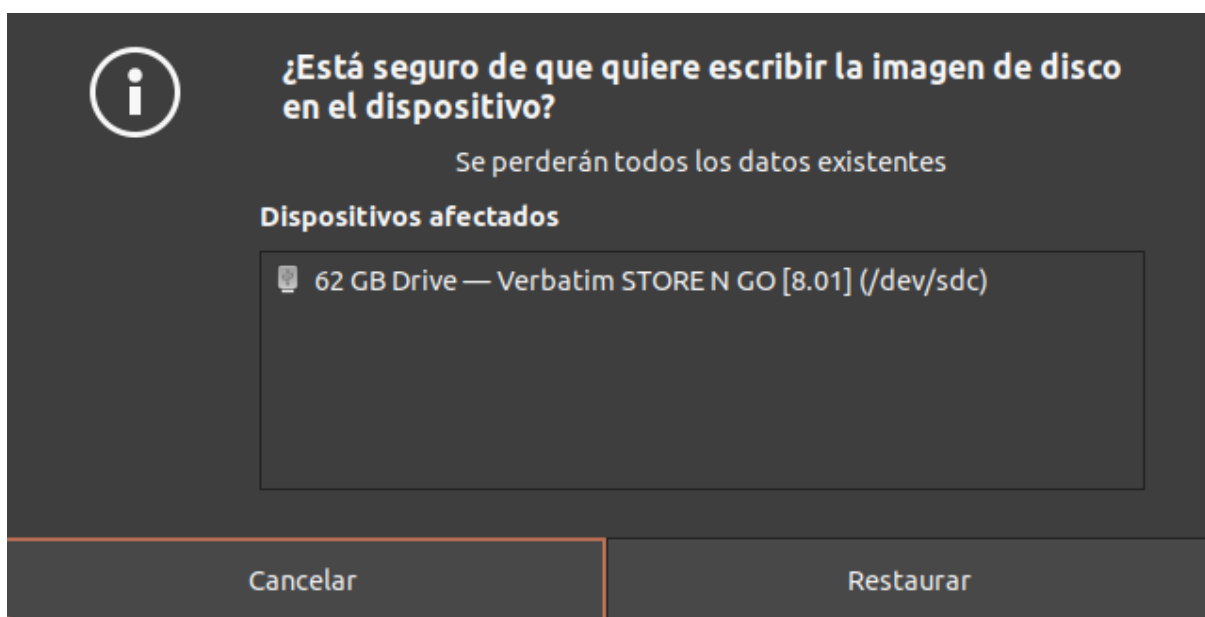 ¿Está seguro de que quiere escribir la imagen de disco
en el dispositivo?
Se perderán todos los datos existentes
Dispositivos afectados
62 GB Drive — Verbatim STORE N GO [8.01] (/dev/sdc)
Cancelar
Restaurar